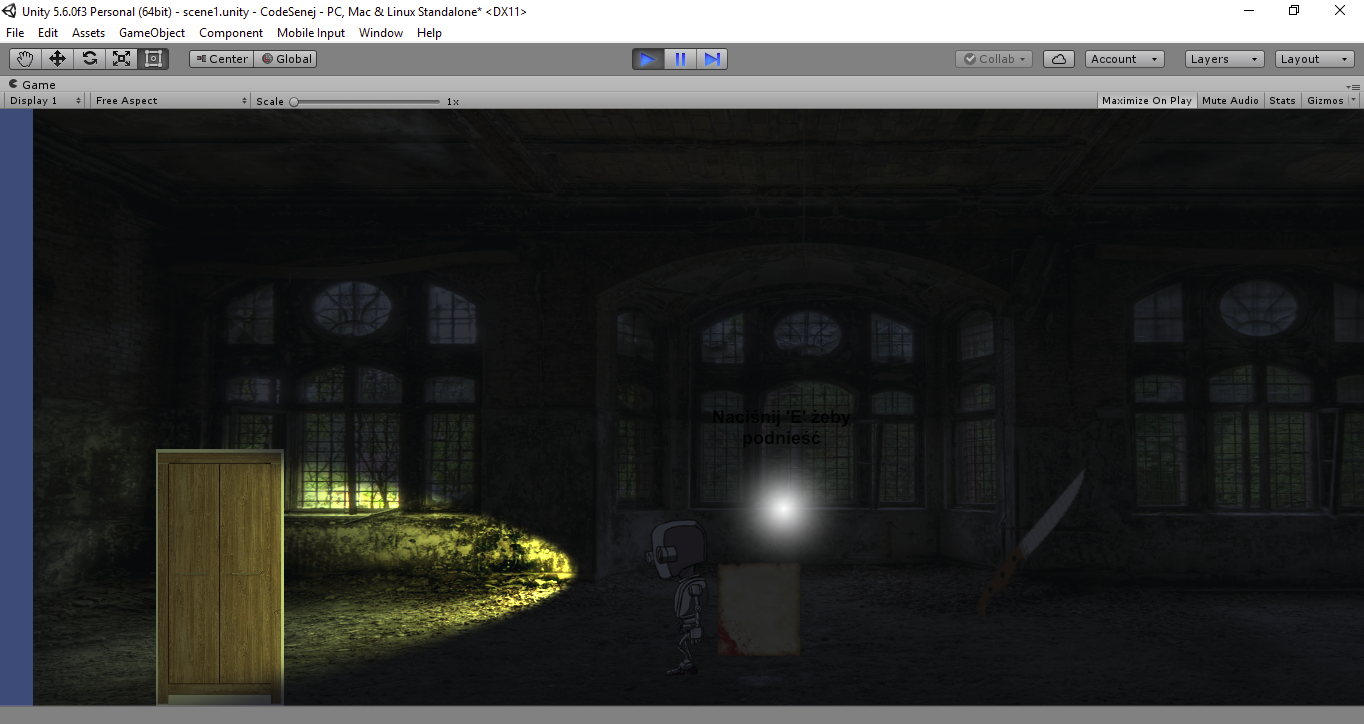 Unity 5.6.0f3 Personal (64bit) - scene1.unity - CodeSenej - PC, Mac & Linux Standalone* <DX11>
File Edit Assets GameObject Component Mobile Input Window Help
Center Global Collab Account Layers Layout
Game
Display 1 Free Aspect Scale 1x Maximize On Play Mute Audio Stats Gizmos
Naciśnij 'E' żeby
podnieść